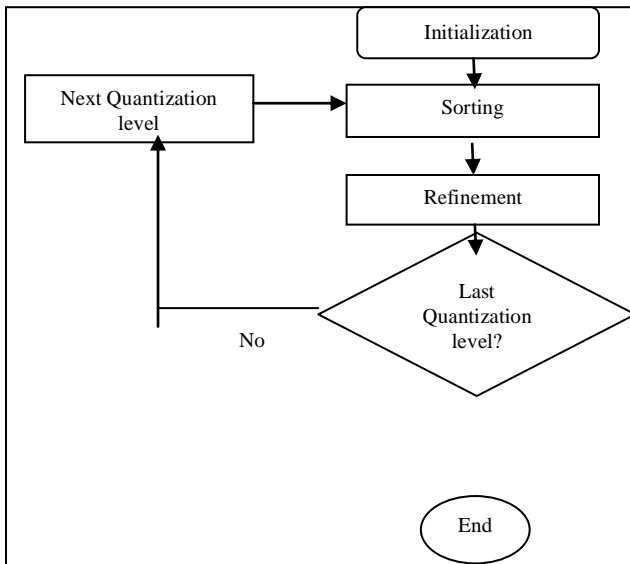 Initialization
Next Quantization
level
Sorting
Refinement
Last
Quantization
level?
No
End